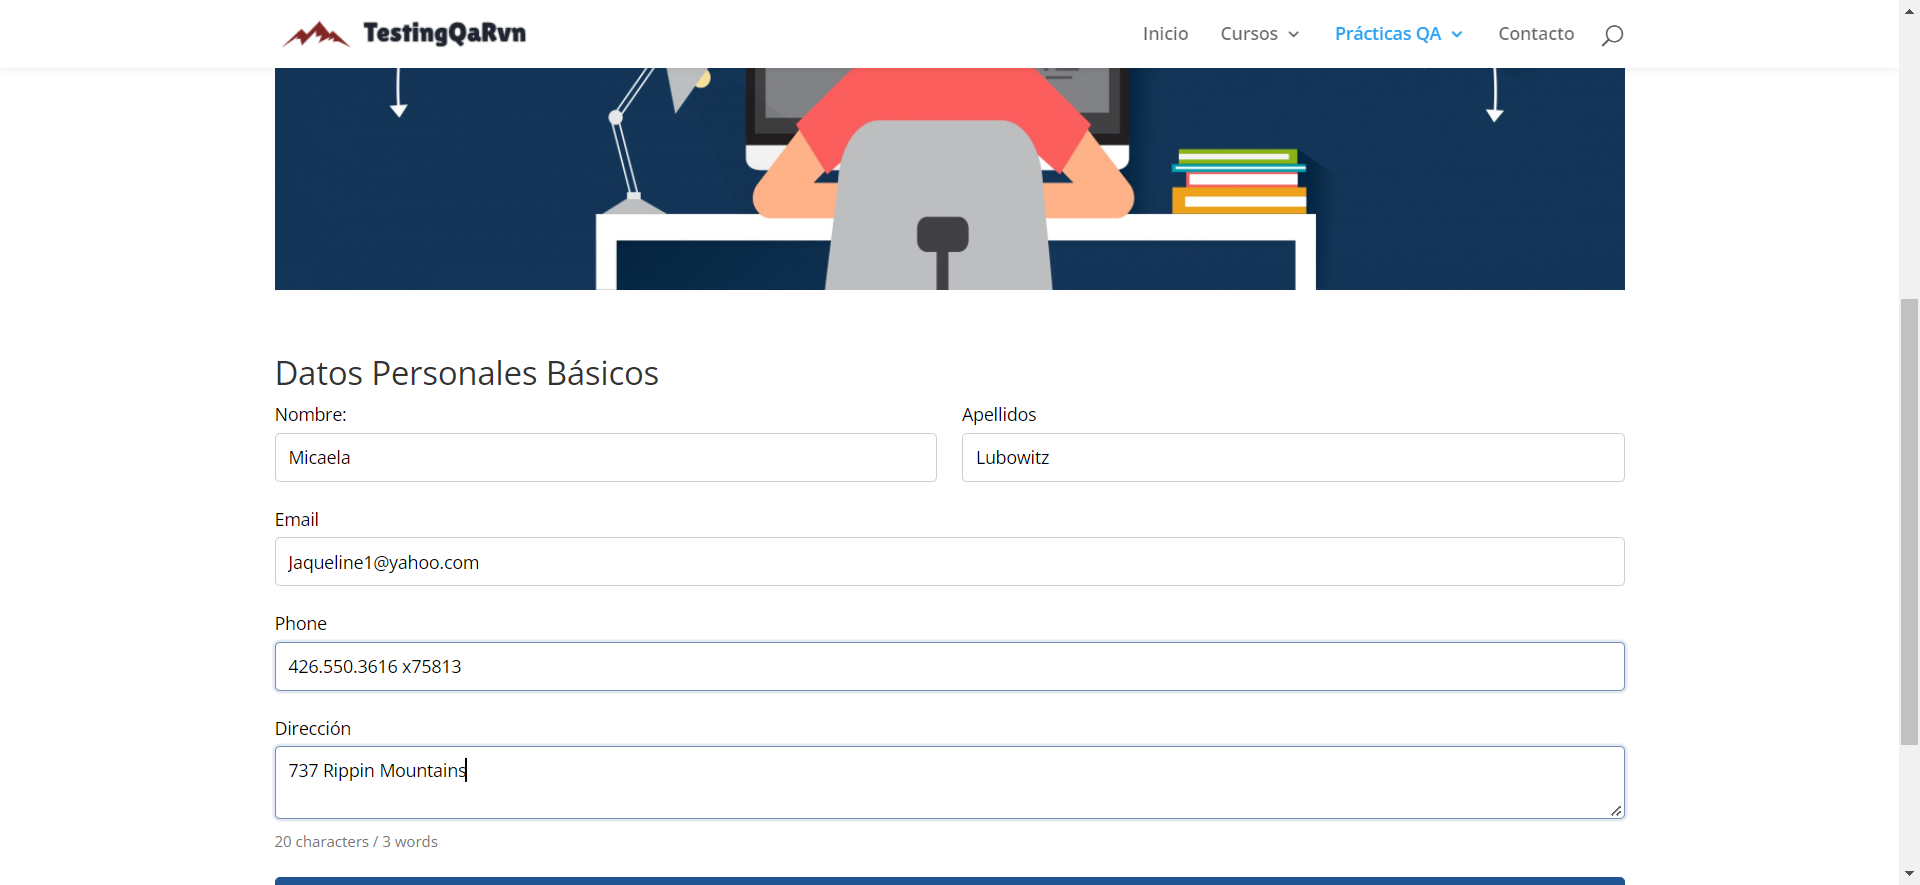 TestingQaRvn
Inicio Cursos Prácticas QA Contacto
Datos Personales Básicos
Nombre: Apellidos
Micaela Lubowitz
Email
Jaqueline1@yahoo.com
Phone
426.550.3616 x75813
Dirección
737 Rippin Mountains
20 characters / 3 words